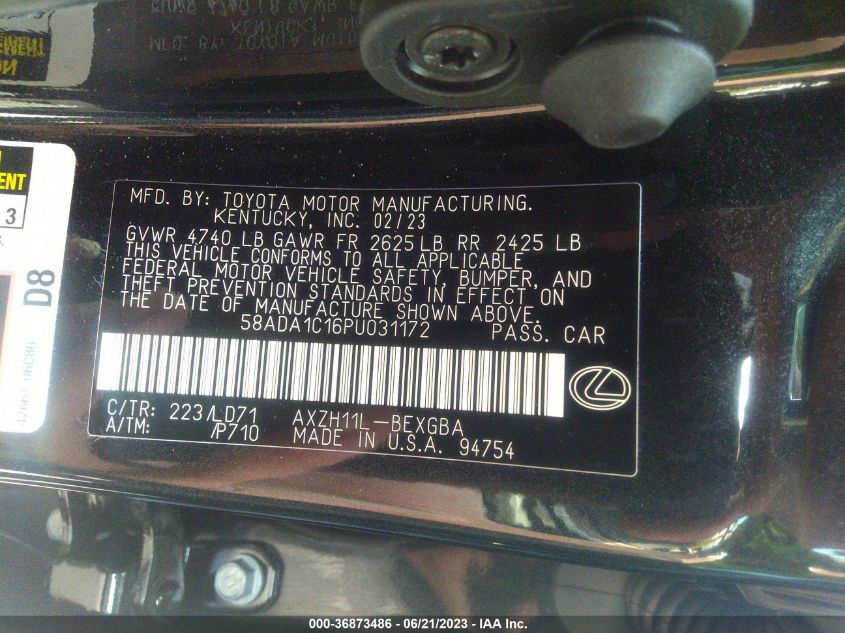 MFD. BY: TOYOTA MOTOR MANUFACTURING.
KENTUCKY, INC. 02/23
GVWR 4740 LB GAWR FR 2625 LB RR 2425 LB
THIS VEHICLE CONFORMS TO ALL APPLICABLE
FEDERAL MOTOR VEHICLE SAFETY, BUMPER, AND
THEFT PREVENTION STANDARDS IN EFFECT ON
THE DATE OF MANUFACTURE SHOWN ABOVE.
58ADA1C16PU031172 PASS. CAR
C/TR: 223/LD71 AXZH11L-BEXGBA
A/TM: /P710 MADE IN U.S.A. 94754
ENT
3
D8
000-36873486 - 06/21/2023 - IAA Inc.